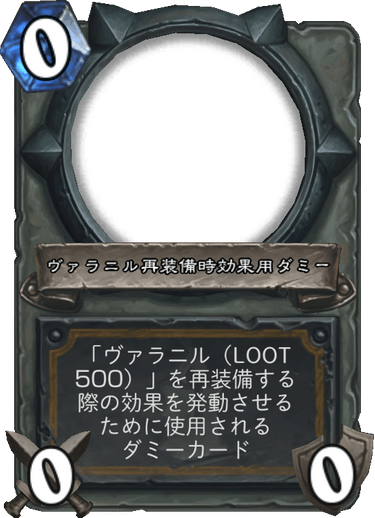 0
ヴァラニル再装備時効果用ダミー
「ヴァラニル（LOOT
500）」を再装備する
際の効果を発動させる
ために使用される
ダミーカード
0
0